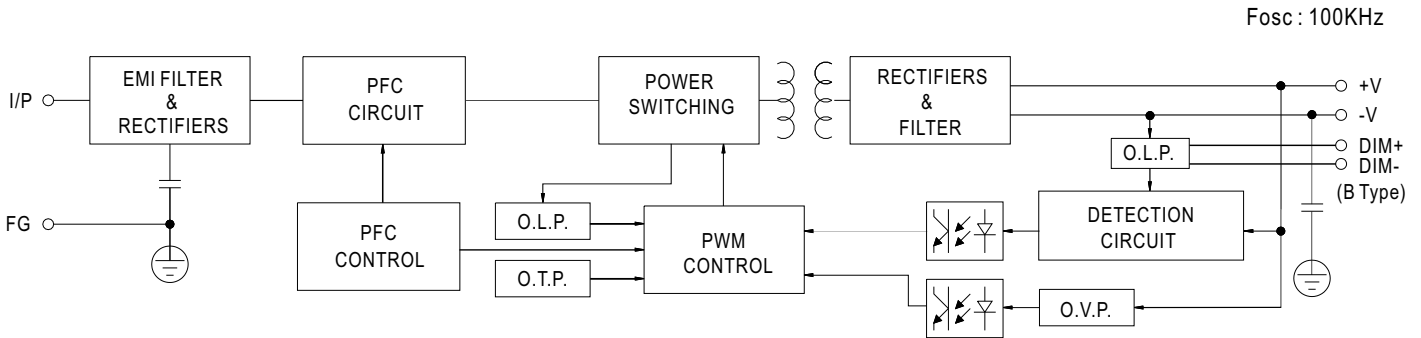 Fosc : 100KHz
I/P
EMI FILTER
&
RECTIFIERS
PFC
CIRCUIT
POWER
SWITCHING
RECTIFIERS
&
FILTER
+V
-V
DIM+
DIM-
(B Type)
O.L.P.
FG
PFC
CONTROL
O.L.P.
O.T.P.
PWM
CONTROL
DETECTION
CIRCUIT
O.V.P.